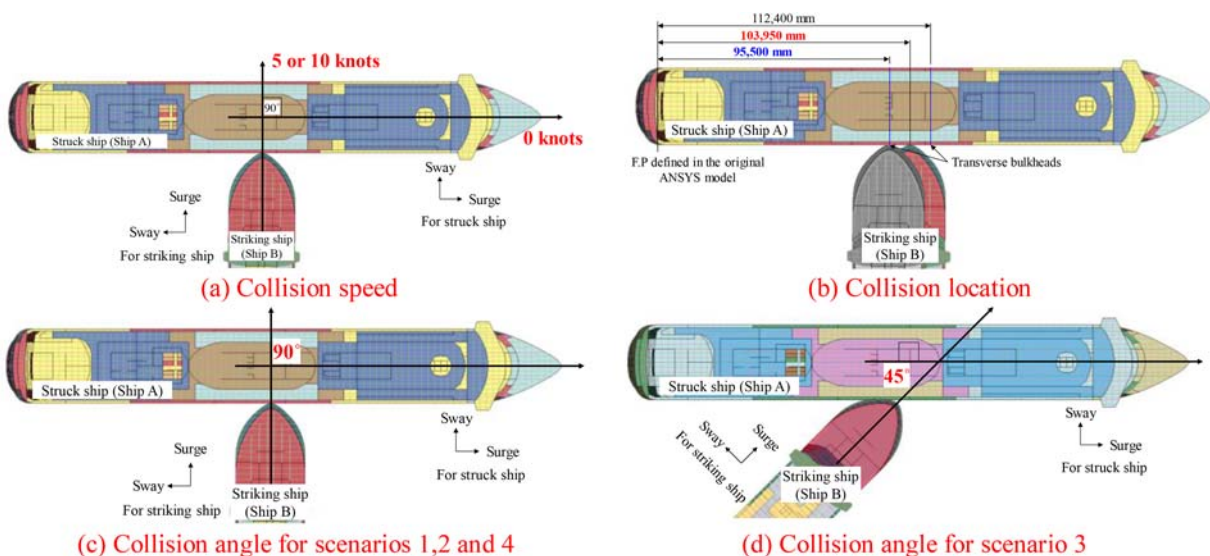 5 or 10 knots
90°
0 knots
Struck ship (Ship A)
Sway
Surge
For struck ship
Surge
Sway
For striking ship
Striking ship
(Ship B)
(a) Collision speed
112,400 mm
103,950 mm
95,500 mm
Struck ship (Ship A)
F.P defined in the original
ANSYS model
Transverse bulkheads
Striking ship
(Ship B)
(b) Collision location
90°
Struck ship (Ship A)
Sway
Surge
For struck ship
Surge
Sway
For striking ship
Striking ship
(Ship B)
(c) Collision angle for scenarios 1,2 and 4
45°
Struck ship (Ship A)
Sway
Surge
For struck ship
Sway
Surge
For striking ship
Striking ship
(Ship B)
(d) Collision angle for scenario 3